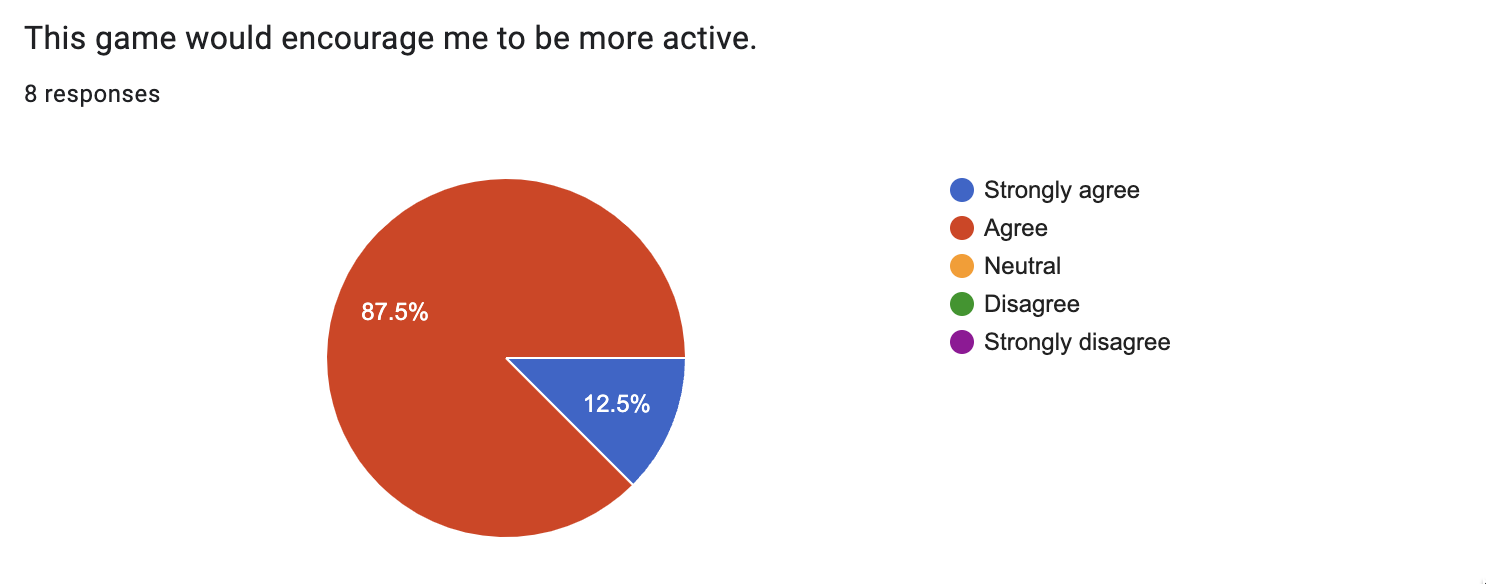 This game would encourage me to be more active.
8 responses
87.5%
12.5%
Strongly agree
Agree
Neutral
Disagree
Strongly disagree